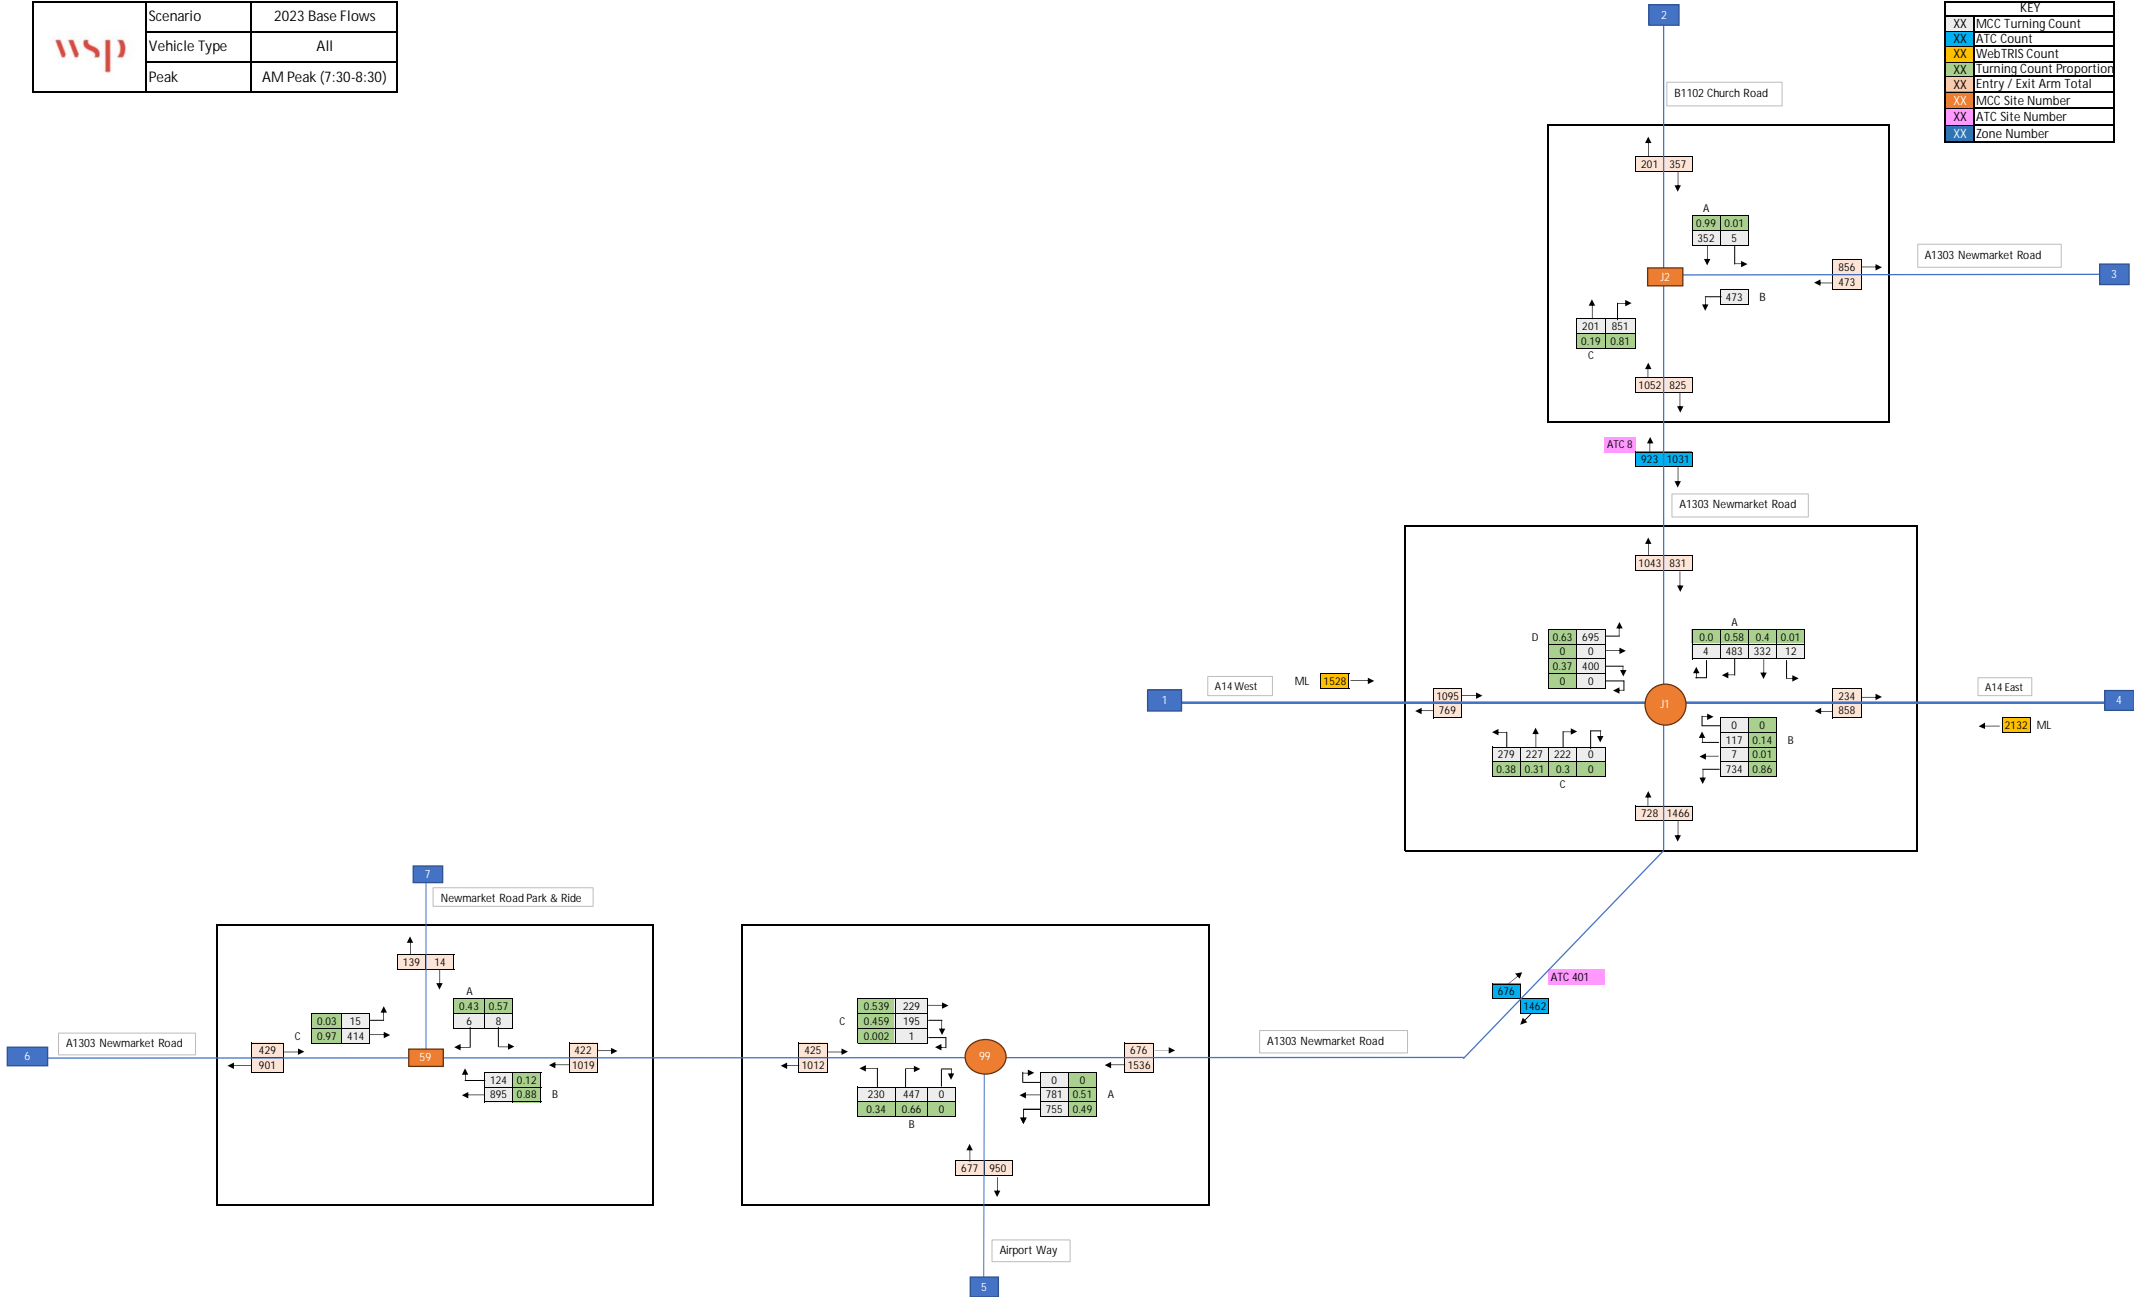 wsp
Scenario 2023 Base Flows
Vehicle Type All
Peak AM Peak (7:30-8:30)
KEY
XX MCC Turning Count
XX ATC Count
XX WebTRIS Count
XX Turning Count Proportion
XX Entry / Exit Arm Total
XX MCC Site Number
XX ATC Site Number
XX Zone Number
2
B1102 Church Road
201 357
A
0.99 0.01
352 5
A1303 Newmarket Road
J2
856
473
3
473 B
201 851
0.19 0.81
C
1052 825
ATC 8
923 1031
A1303 Newmarket Road
1043 831
D
0.63 695
0 0
0.37 400
0 0
A
0.0 0.58 0.4 0.01
4 483 332 12
1
A14 West
ML 1528
1095
769
J1
234
858
A14 East
4
2132 ML
279 227 222 0
0.38 0.31 0.3 0
C
0 0
117 0.14
7 0.01
734 0.86
B
728 1466
7
Newmarket Road Park & Ride
139 14
A
0.43 0.57
6 8
C
0.03 15
0.97 414
6
A1303 Newmarket Road
429
901
59
422
1019
124 0.12
895 0.88
B
C
0.539 229
0.459 195
0.002 1
425
1012
99
676
1536
230 447 0
0.34 0.66 0
B
0 0
781 0.51
755 0.49
A
677 950
A1303 Newmarket Road
ATC 401
676
1462
Airport Way
5